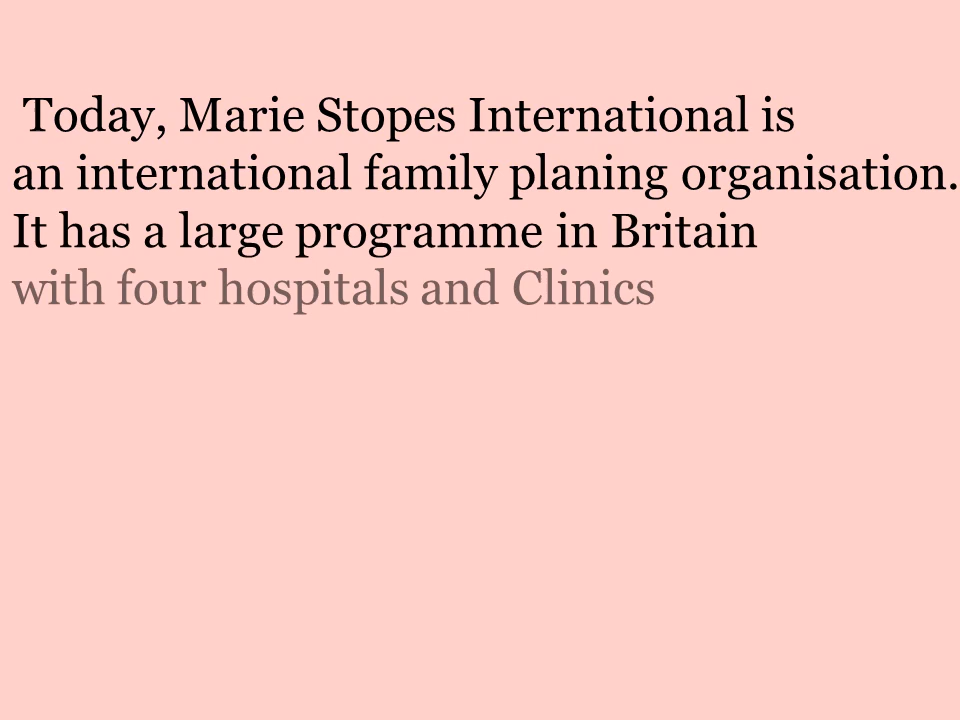 Today, Marie Stopes International is
an international family planing organisation.
It has a large programme in Britain
with four hospitals and Clinics